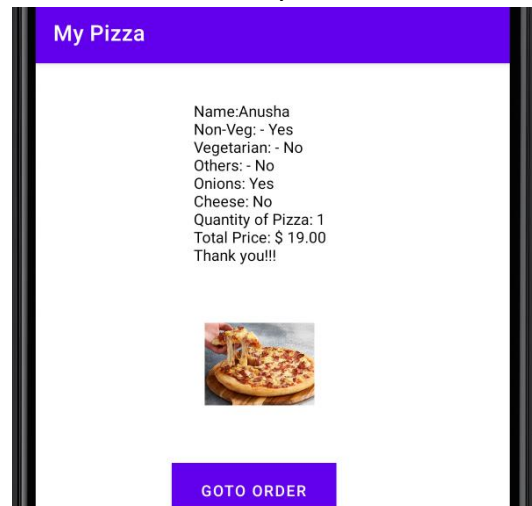 My Pizza
Name:Anusha
Non-Veg: - Yes
Vegetarian: - No
Others: - No
Onions: Yes
Cheese: No
Quantity of Pizza: 1
Total Price: $ 19.00
Thank you!!!
GOTO ORDER